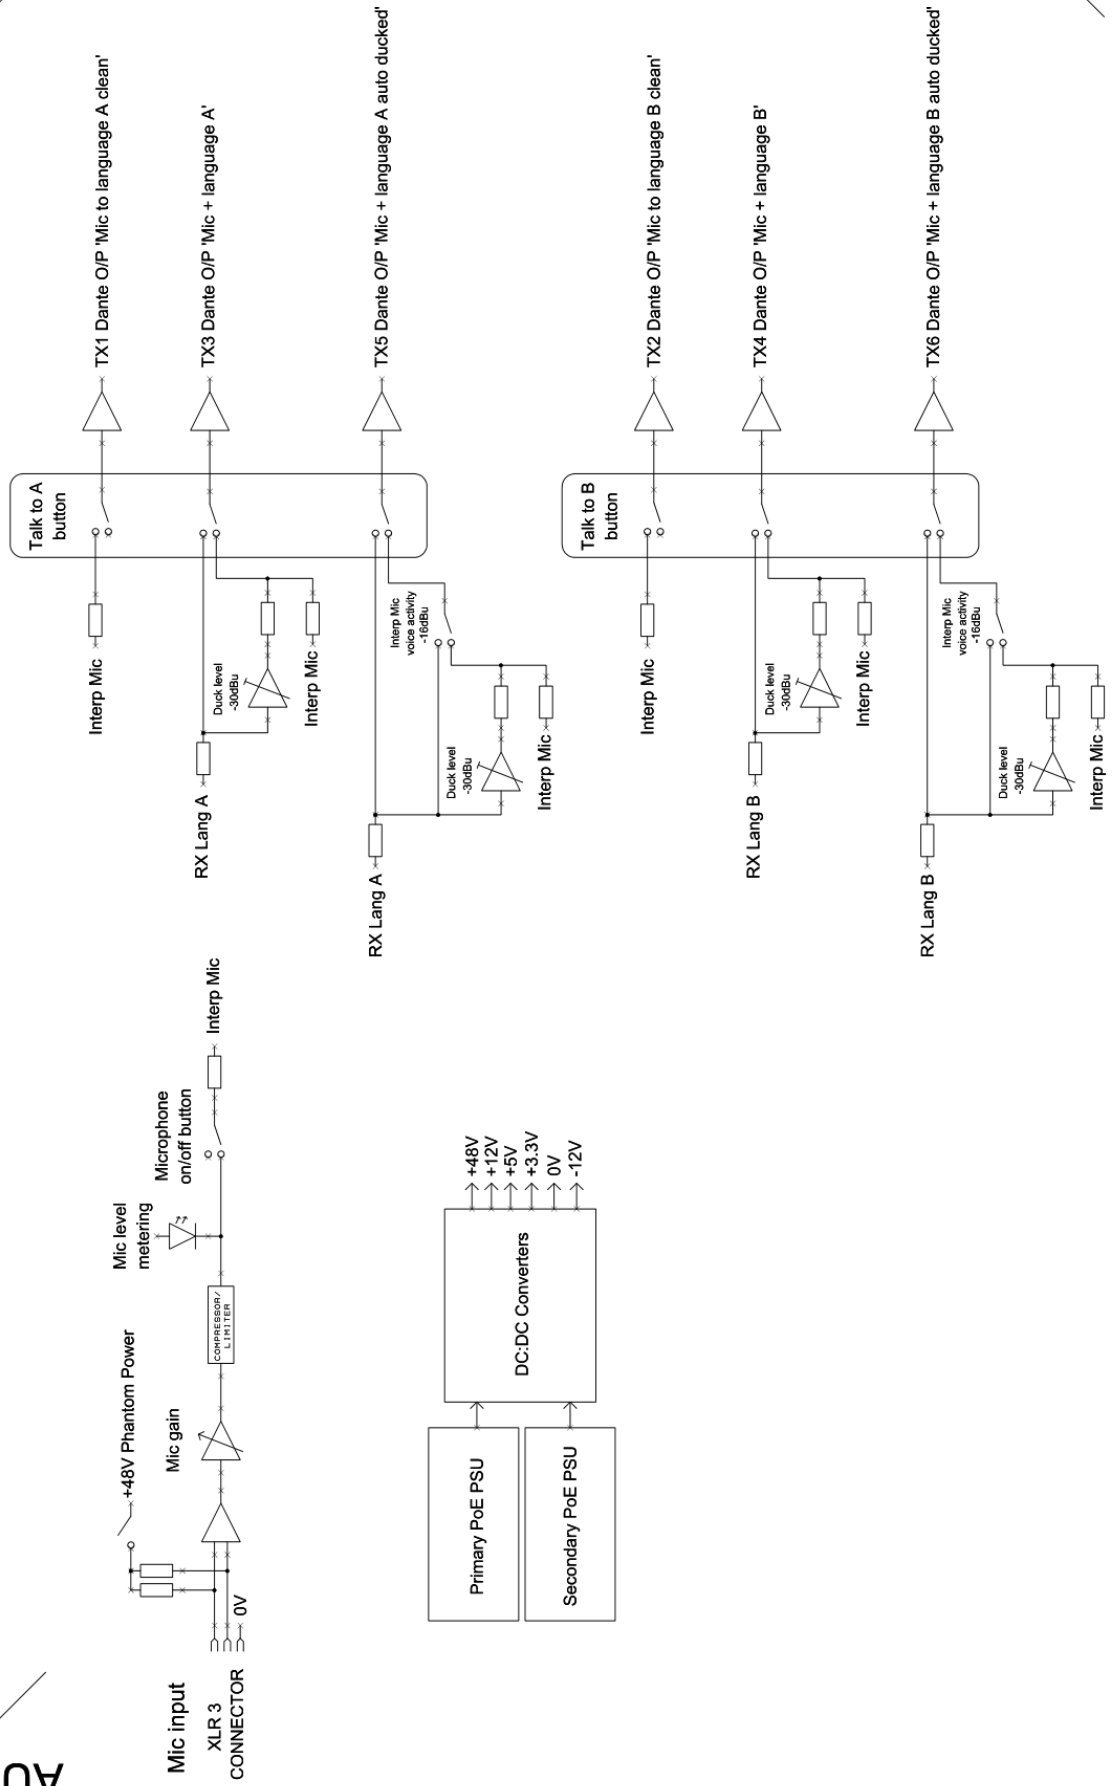 AU
Mic input
XLR 3
CONNECTOR
0V
+48V Phantom Power
Mic gain
COMPRESSOR/
LIMITER
Mic level
metering
Microphone
on/off button
Interp Mic
Primary PoE PSU
Secondary PoE PSU
DC:DC Converters
+48V
+12V
+5V
+3.3V
0V
-12V
Talk to A
button
Interp Mic
TX1 Dante O/P 'Mic to language A clean'
RX Lang A
Duck level
-30dBu
Interp Mic
TX3 Dante O/P 'Mic + language A'
RX Lang A
Interp Mic
voice activity
-16dBu
Duck level
-30dBu
Interp Mic
TX5 Dante O/P 'Mic + language A auto ducked'
Talk to B
button
Interp Mic
TX2 Dante O/P 'Mic to language B clean'
RX Lang B
Duck level
-30dBu
Interp Mic
TX4 Dante O/P 'Mic + language B'
RX Lang B
Interp Mic
voice activity
-16dBu
Duck level
-30dBu
Interp Mic
TX6 Dante O/P 'Mic + language B auto ducked'